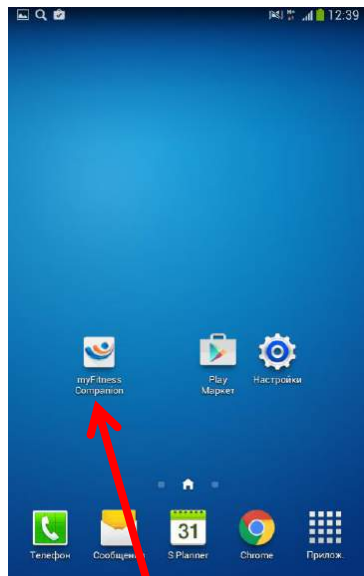 12:39
myFitness
Companion
Play
Маркет
Настройки
31
Телефон
Сообщения
S Planner
Chrome
Прилож.